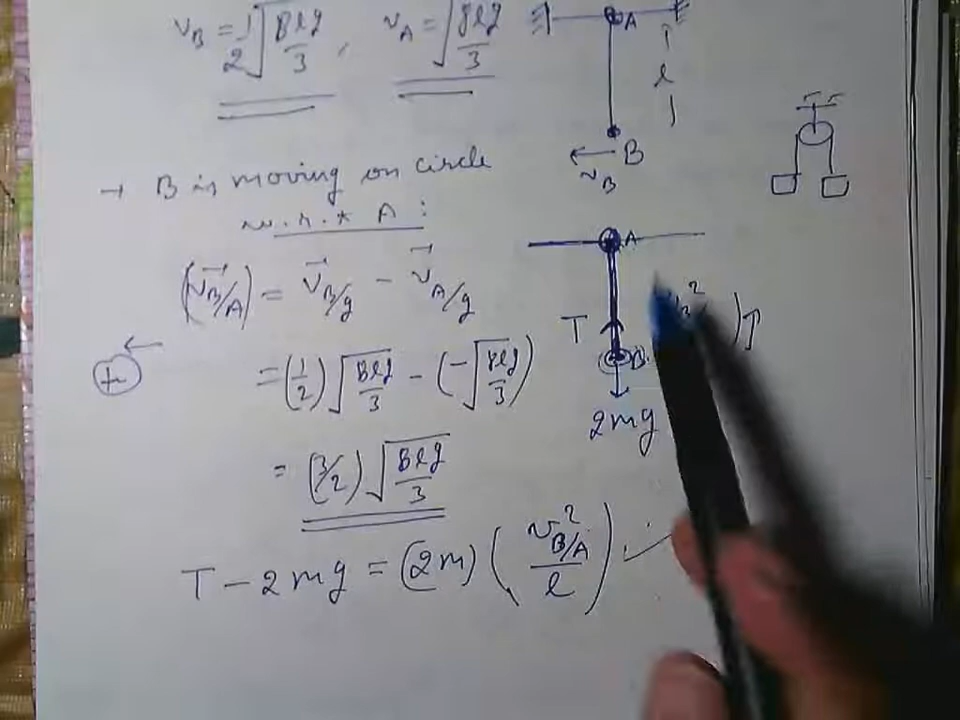 v_B = 1/2 √(8lg/3) , v_A = √(8lg/3)
A
l
B
v_B
→ B is moving on circle
w.r.t A :
(v⃗_B/A) = v⃗_B/g - v⃗_A/g
= (1/2) √(8lg/3) - (-√(8lg/3))
+
= (3/2) √(8lg/3)
A
T
B
2mg
T - 2mg = (2m) (v²_B/A / l)